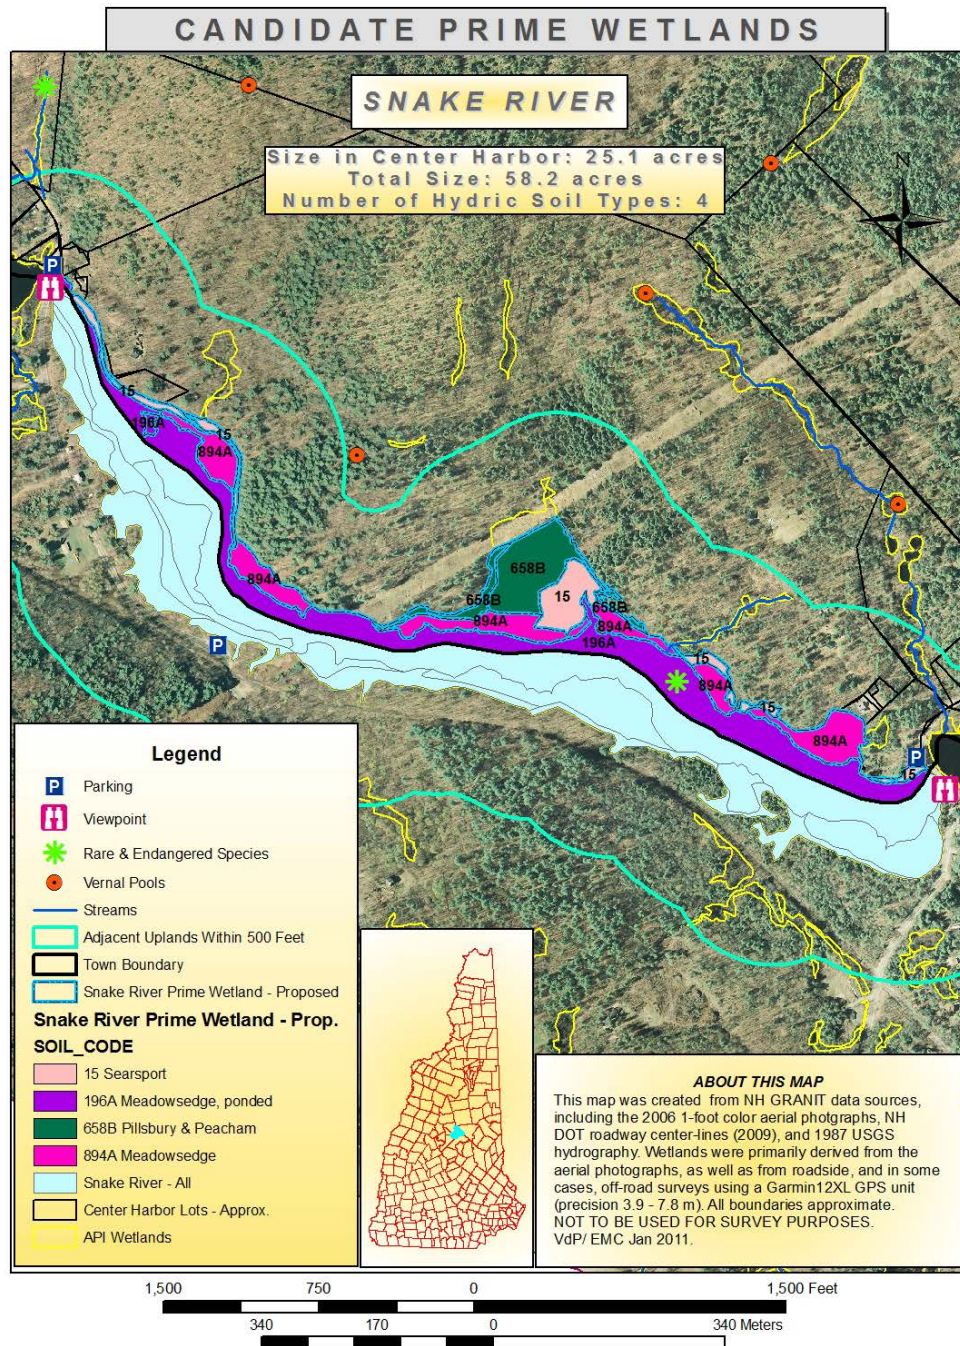 CANDIDATE PRIME WETLANDS
SNAKE RIVER
Size in Center Harbor: 25.1 acres
Total Size: 58.2 acres
Number of Hydric Soil Types: 4
N
P
15
196A
15
894A
894A
658B
658B
15
658B
894A
894A
196A
P
15
894A
15
894A
P
15
Legend
P Parking
Viewpoint
Rare & Endangered Species
Vernal Pools
Streams
Adjacent Uplands Within 500 Feet
Town Boundary
Snake River Prime Wetland - Proposed
Snake River Prime Wetland - Prop.
SOIL_CODE
15 Searsport
196A Meadowsedge, ponded
658B Pillsbury & Peacham
894A Meadowsedge
Snake River - All
Center Harbor Lots - Approx.
API Wetlands
ABOUT THIS MAP
This map was created from NH GRANIT data sources,
including the 2006 1-foot color aerial photgraphs, NH
DOT roadway center-lines (2009), and 1987 USGS
hydrography. Wetlands were primarily derived from the
aerial photographs, as well as from roadside, and in some
cases, off-road surveys using a Garmin12XL GPS unit
(precision 3.9 - 7.8 m). All boundaries approximate.
NOT TO BE USED FOR SURVEY PURPOSES.
VdP/ EMC Jan 2011.
1,500 750 0 1,500 Feet
340 170 0 340 Meters